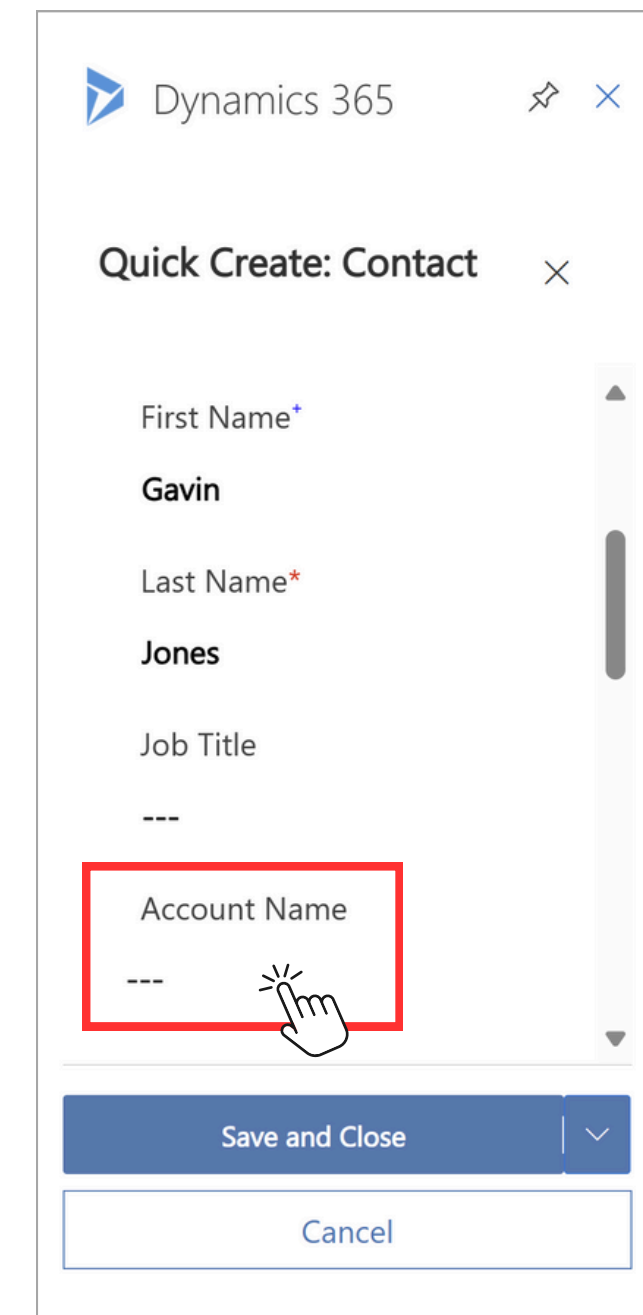 Dynamics 365
Quick Create: Contact
First Name+
Gavin
Last Name*
Jones
Job Title
---
Account Name
---
Save and Close
Cancel